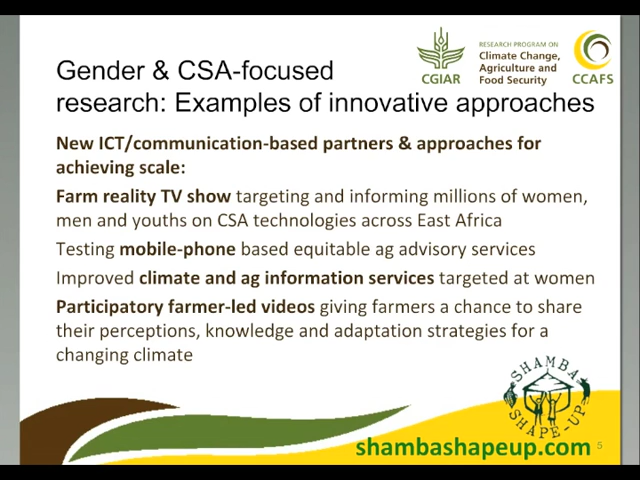 Gender & CSA-focused
research: Examples of innovative approaches
CGIAR
RESEARCH PROGRAM ON
Climate Change,
Agriculture and
Food Security
CCAFS
New ICT/communication-based partners & approaches for
achieving scale:
Farm reality TV show targeting and informing millions of women,
men and youths on CSA technologies across East Africa
Testing mobile-phone based equitable ag advisory services
Improved climate and ag information services targeted at women
Participatory farmer-led videos giving farmers a chance to share
their perceptions, knowledge and adaptation strategies for a
changing climate
SHAMBA
SHAPE-UP
shambashapeup.com
5